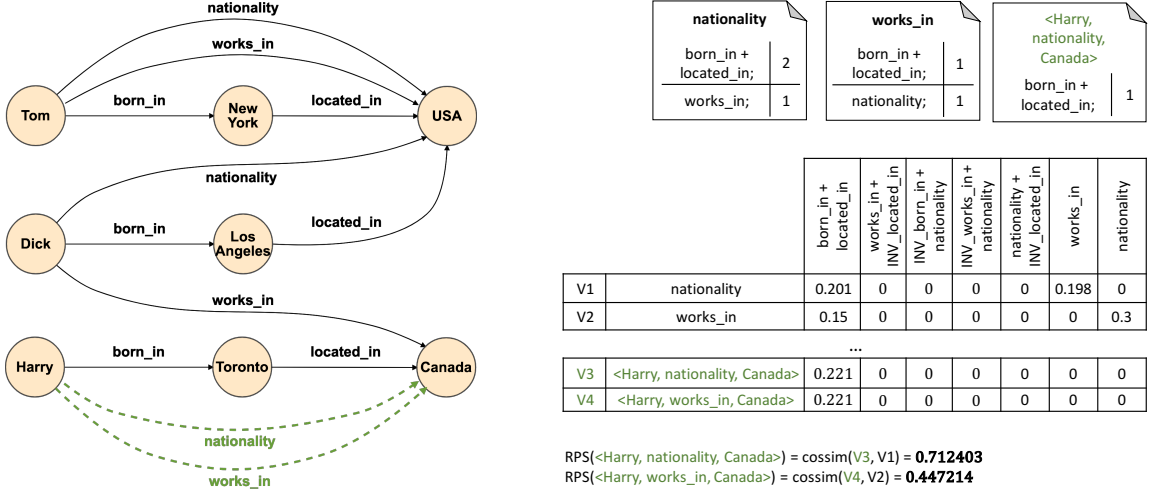 nationality
works_in
born_in
located_in
Tom
New
York
USA
nationality
born_in
located_in
Dick
Los
Angeles
works_in
born_in
located_in
Harry
Toronto
Canada
nationality
works_in
nationality
born_in +
located_in;
2
works_in;
1
works_in
born_in +
located_in;
1
nationality;
1
<Harry,
nationality,
Canada>
born_in +
located_in;
1
born_in +
located_in
works_in +
INV_located_in
INV_born_in +
nationality
INV_works_in +
nationality
nationality +
INV_located_in
works_in
nationality
V1 nationality 0.201 0 0 0 0 0.198 0
V2 works_in 0.15 0 0 0 0 0 0.3
...
V3 <Harry, nationality, Canada> 0.221 0 0 0 0 0 0
V4 <Harry, works_in, Canada> 0.221 0 0 0 0 0 0
RPS(<Harry, nationality, Canada>) = cossim(V3, V1) = 0.712403
RPS(<Harry, works_in, Canada>) = cossim(V4, V2) = 0.447214